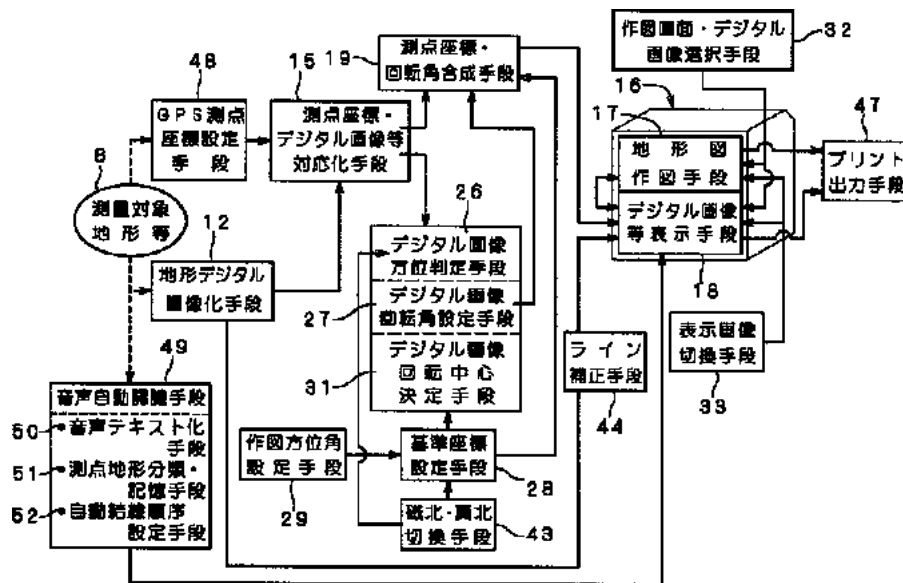 48
GPS測点
座標設定
手段
8
測量対象
地形等
12
地形デジタル
画像化手段
15
測点座標・
デジタル画像等
対応化手段
19
測点座標・
回転角合成手段
26
デジタル画像
方位判定手段
27
デジタル画像
回転角設定手段
31
デジタル画像
回転中心
決定手段
作図方位角
設定手段
29
基準座標
設定手段
28
磁北・真北
切換手段
43
49
音声自動認識手段
50
音声テキスト化
手段
51
測点地形分類・
記憶手段
52
自動結線順序
設定手段
作図画面・デジタル
画像選択手段
32
16
17
地形図
作図手段
デジタル画像
等表示手段
18
47
プリント
出力手段
ライン
補正手段
44
表示画像
切換手段
33